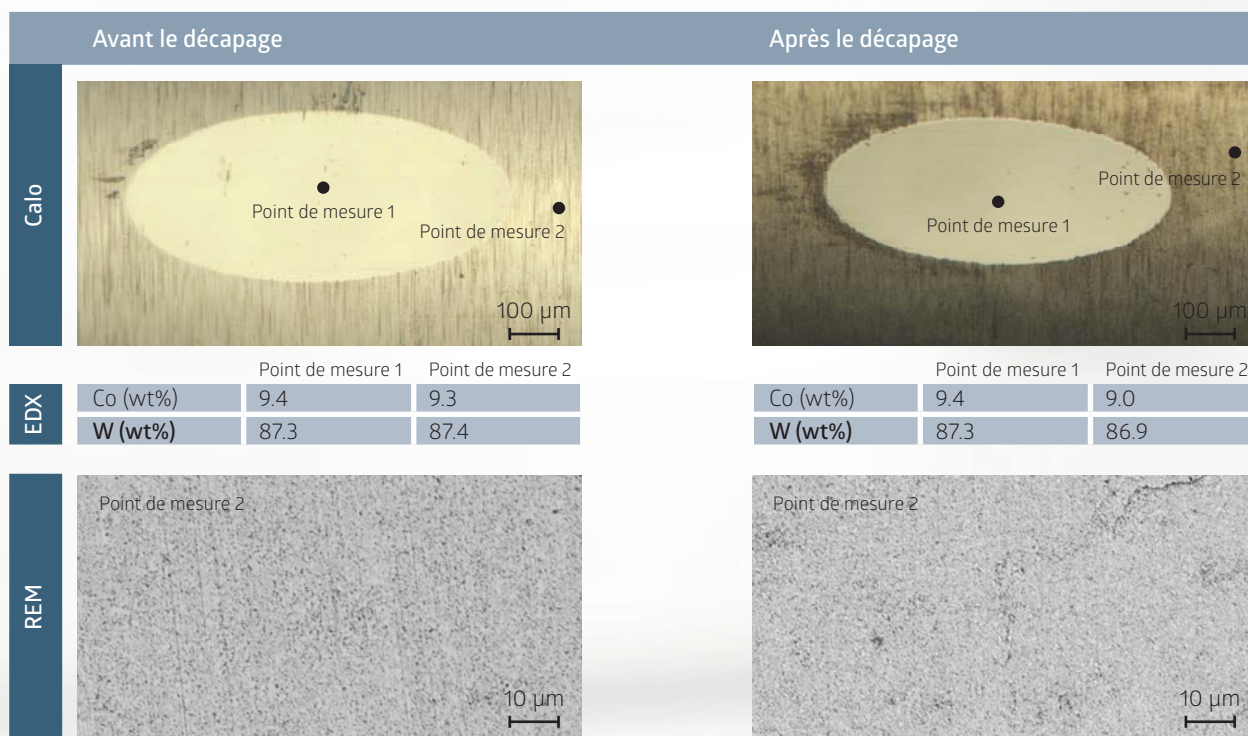 Avant le décapage
Après le décapage
Calo
Point de mesure 1
Point de mesure 2
100 µm
Point de mesure 2
Point de mesure 1
100 µm
EDX
Point de mesure 1 Point de mesure 2
Co (wt%) 9.4 9.3
W (wt%) 87.3 87.4
Point de mesure 1 Point de mesure 2
Co (wt%) 9.4 9.0
W (wt%) 87.3 86.9
REM
Point de mesure 2
10 µm
Point de mesure 2
10 µm